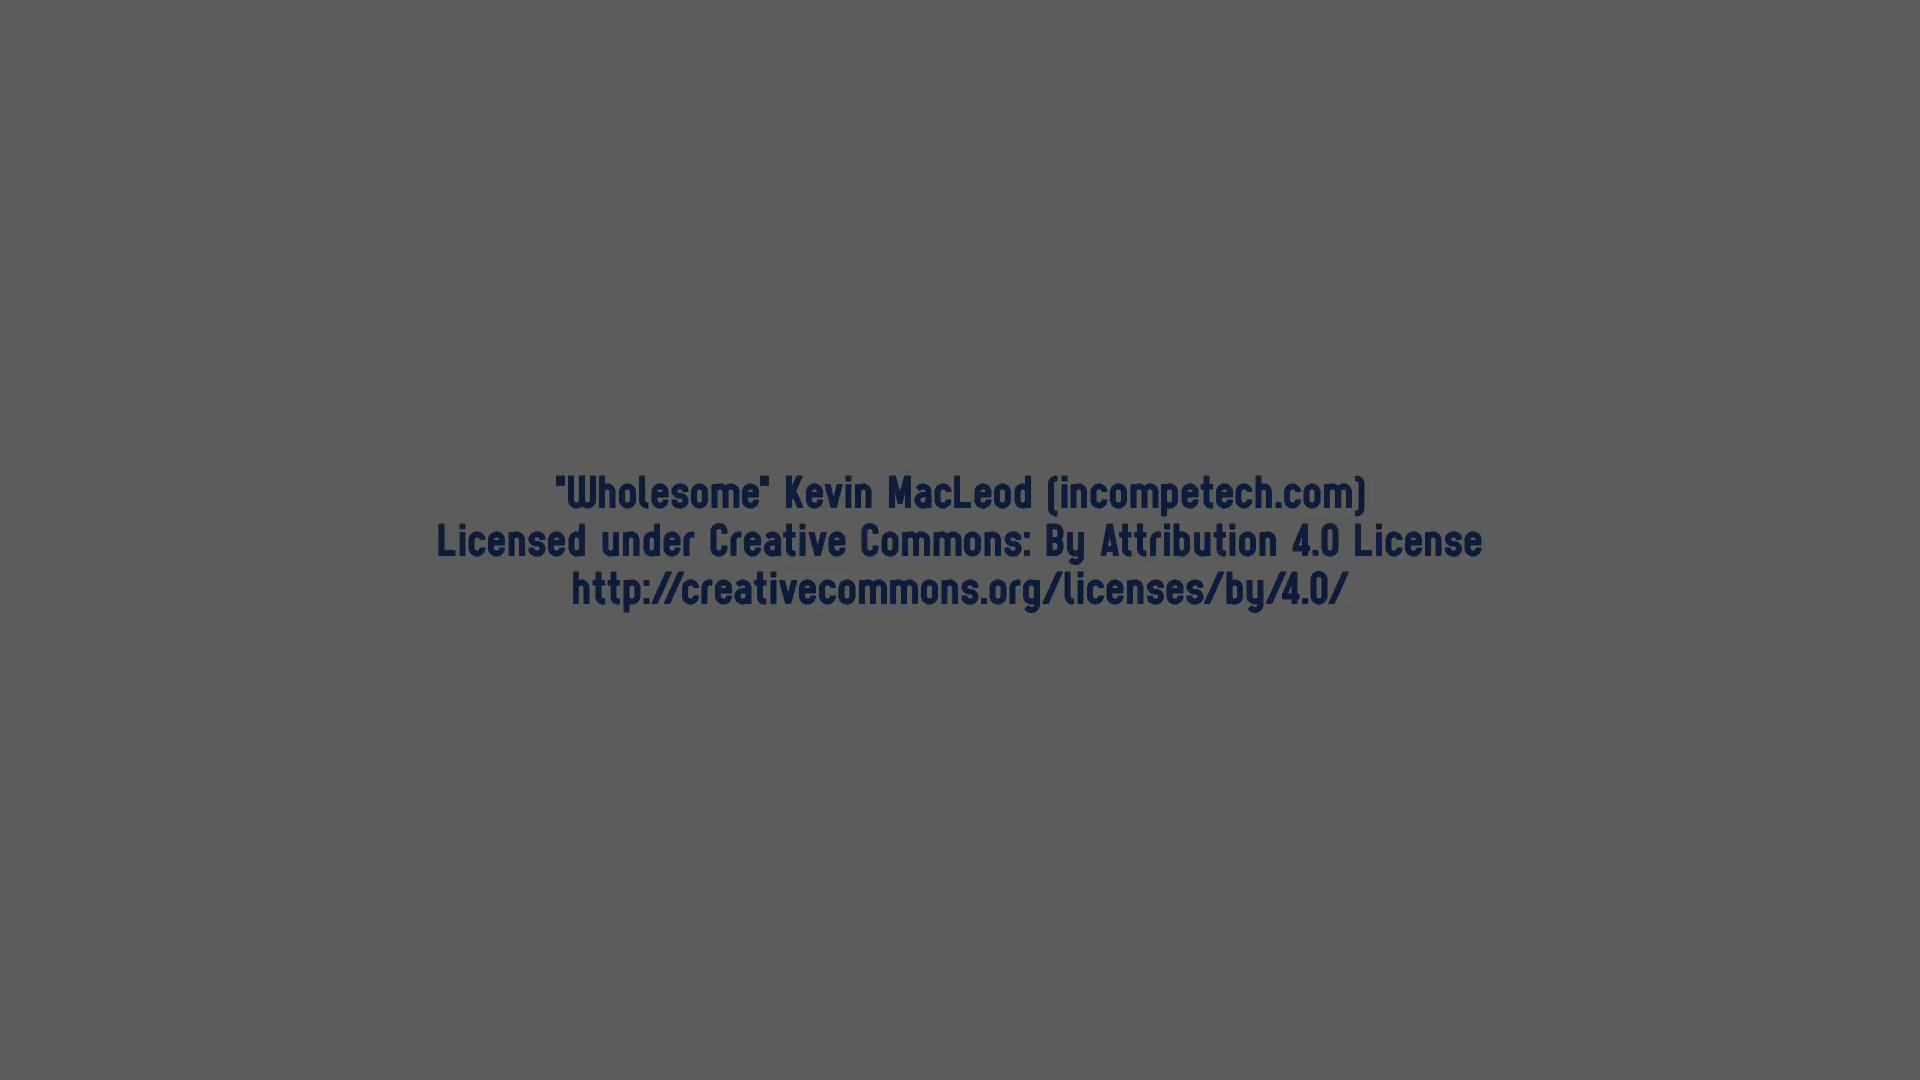 "Wholesome" Kevin MacLeod (incompetech.com)
Licensed under Creative Commons: By Attribution 4.0 License
http://creativecommons.org/licenses/by/4.0/